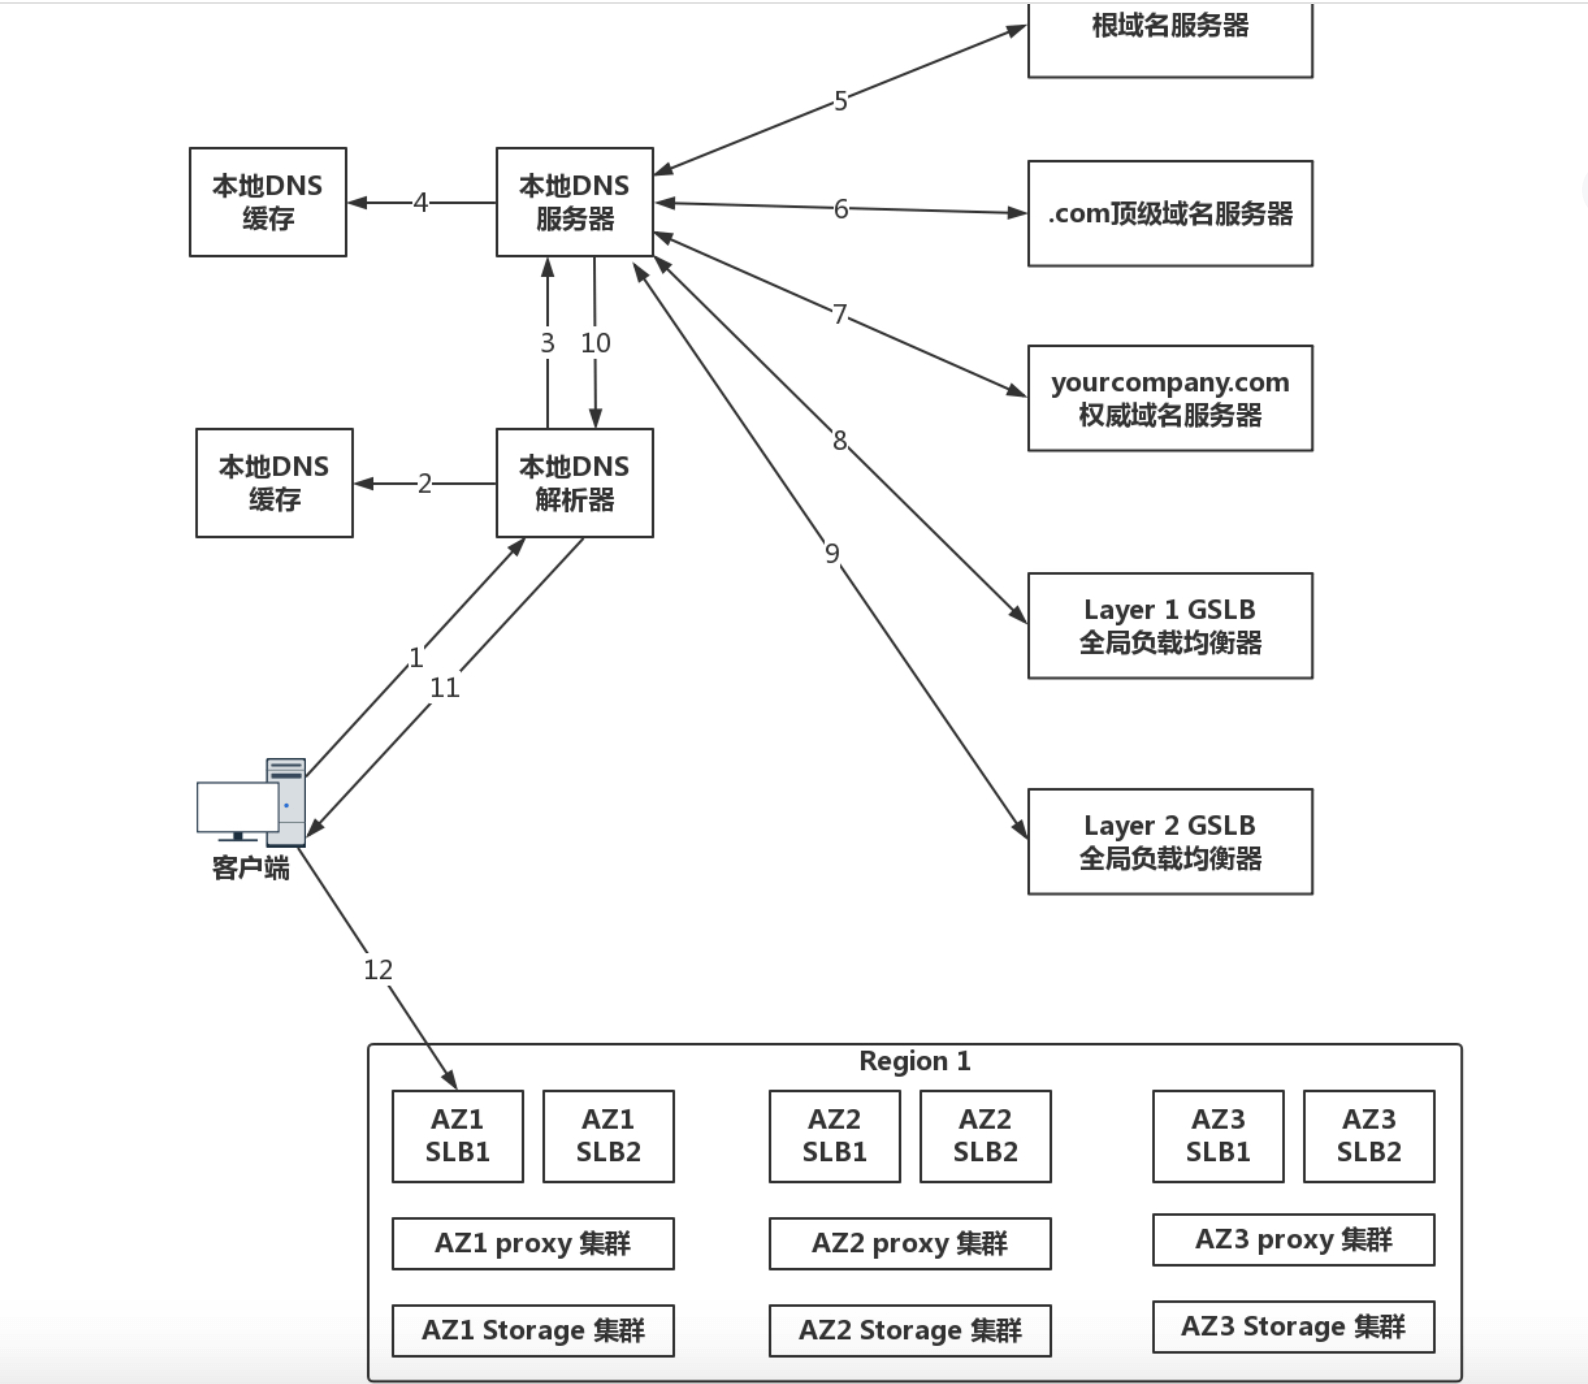 根域名服务器
5
本地DNS
缓存
4
本地DNS
服务器
6
.com顶级域名服务器
7
3
10
yourcompany.com
权威域名服务器
8
本地DNS
缓存
2
本地DNS
解析器
9
Layer 1 GSLB
全局负载均衡器
1
11
客户端
Layer 2 GSLB
全局负载均衡器
12
Region 1
AZ1
SLB1
AZ1
SLB2
AZ2
SLB1
AZ2
SLB2
AZ3
SLB1
AZ3
SLB2
AZ1 proxy 集群
AZ2 proxy 集群
AZ3 proxy 集群
AZ1 Storage 集群
AZ2 Storage 集群
AZ3 Storage 集群